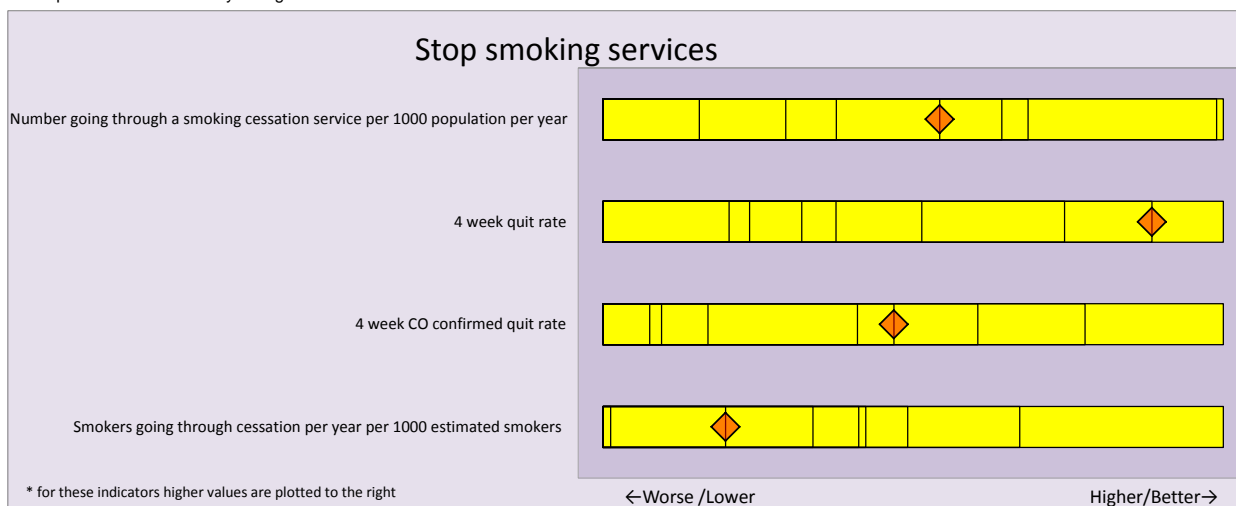 Stop smoking services
Number going through a smoking cessation service per 1000 population per year
4 week quit rate
4 week CO confirmed quit rate
Smokers going through cessation per year per 1000 estimated smokers
* for these indicators higher values are plotted to the right
←Worse /Lower
Higher/Better→